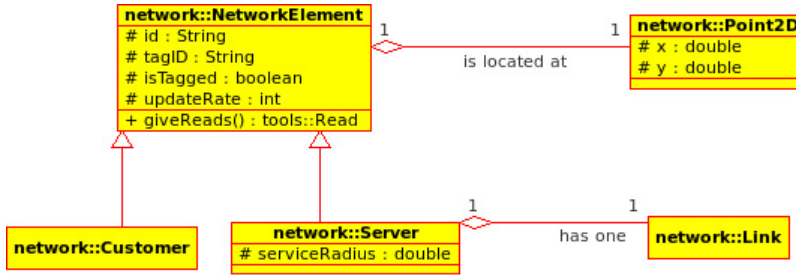 network::NetworkElement
# id : String
# tagID : String
# isTagged : boolean
# updateRate : int
+ giveReads() : tools::Read
1
1
is located at
network::Point2D
# x : double
# y : double
network::Customer
network::Server
# serviceRadius : double
1
1
has one
network::Link